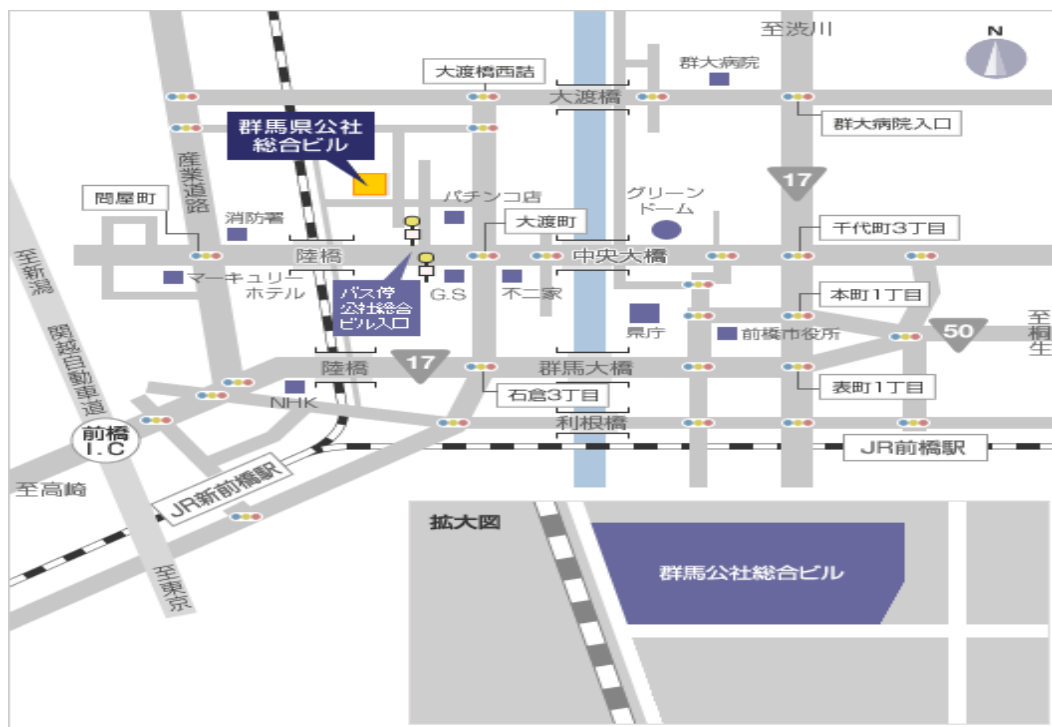 至渋川
N
群大病院
大渡橋西詰
大渡橋
群馬県公社
総合ビル
群大病院入口
産業道路
17
問屋町
消防署
パチンコ店
グリーン
ドーム
大渡町
千代町3丁目
陸橋
中央大橋
至新潟
マーキュリー
ホテル
バス停
公社総合
ビル入口
G.S
不二家
県庁
本町1丁目
前橋市役所
至桐生
50
関越自動車道
陸橋
17
群馬大橋
NHK
石倉3丁目
表町1丁目
前橋
I.C
利根橋
JR前橋駅
至高崎
JR新前橋駅
至東京
拡大図
群馬公社総合ビル